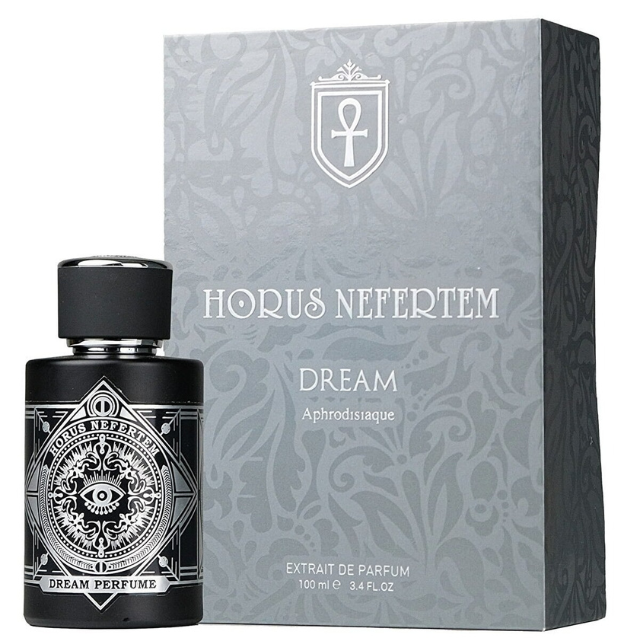 HORUS NEFERTEM
DREAM
Aphrodisiaque
EXTRAIT DE PARFUM
100 ml ℮ 3.4 FL.OZ
HORUS NEFERTEM
DREAM PERFUME